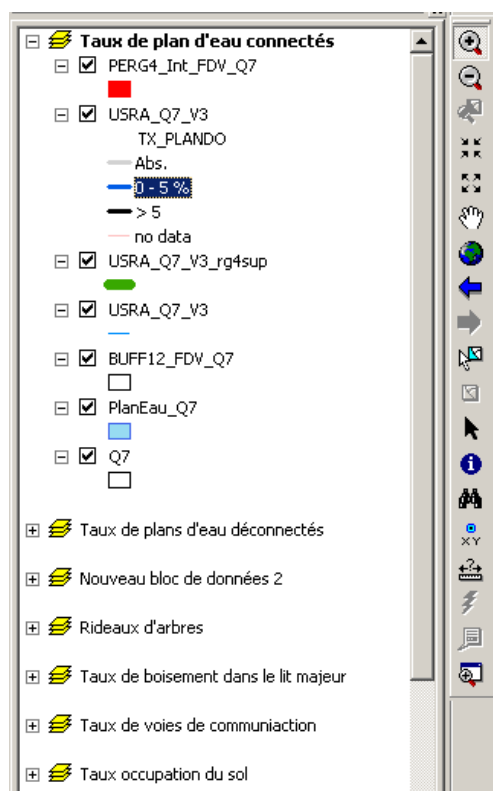 Taux de plan d'eau connectés
PERG4_Int_FDV_Q7
USRA_Q7_V3
TX_PLANDO
Abs.
0 - 5 %
> 5
no data
USRA_Q7_V3_rg4sup
USRA_Q7_V3
BUFF12_FDV_Q7
PlanEau_Q7
Q7
Taux de plans d'eau déconnectés
Nouveau bloc de données 2
Rideaux d'arbres
Taux de boisement dans le lit majeur
Taux de voies de communiaction
Taux occupation du sol
XY